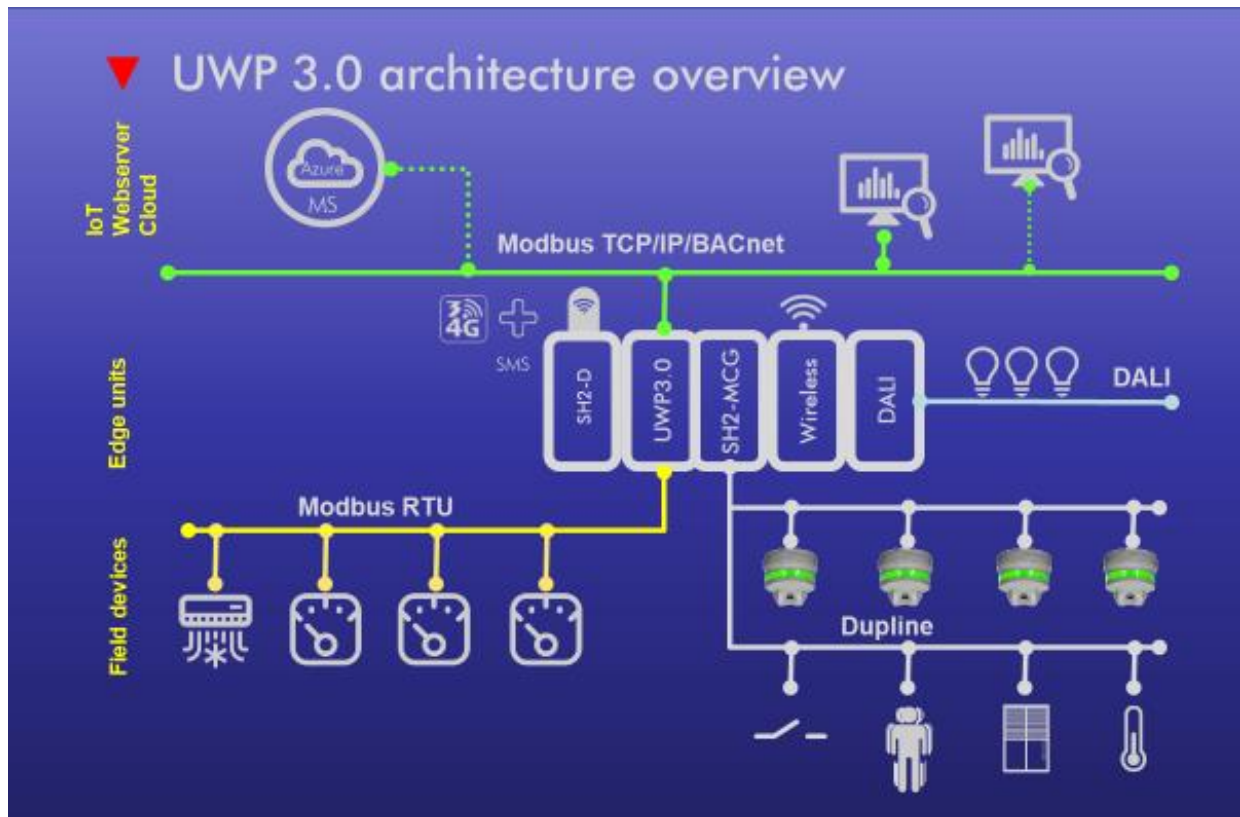 UWP 3.0 architecture overview
IoT
Webserver
Cloud
Azure
MS
Modbus TCP/IP/BACnet
3
4G
SMS
Edge units
SH2-D
UWP3.0
SH2-MCG
Wireless
DALI
DALI
Modbus RTU
Field devices
Dupline